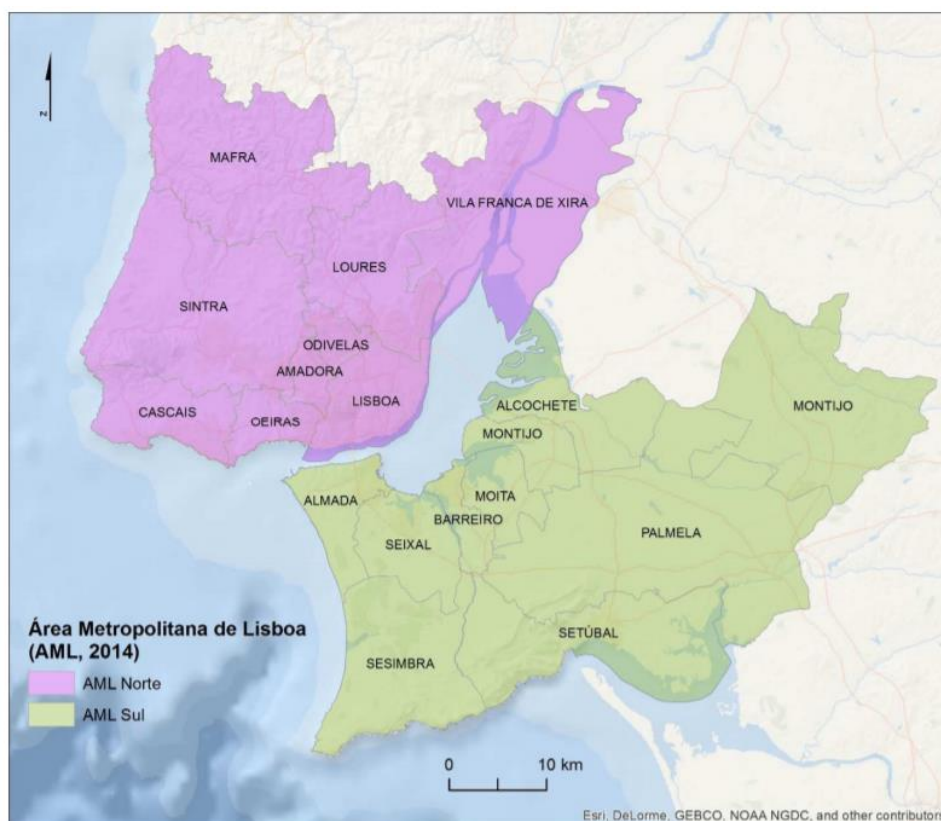 N
MAFRA
VILA FRANCA DE XIRA
LOURES
SINTRA
ODIVELAS
AMADORA
LISBOA
CASCAIS
OEIRAS
ALCOCHETE
MONTIJO
MONTIJO
ALMADA
MOITA
BARREIRO
SEIXAL
PALMELA
SETÚBAL
SESIMBRA
Área Metropolitana de Lisboa
(AML, 2014)
AML Norte
AML Sul
0 10 km
Esri, DeLorme, GEBCO, NOAA NGDC, and other contributors